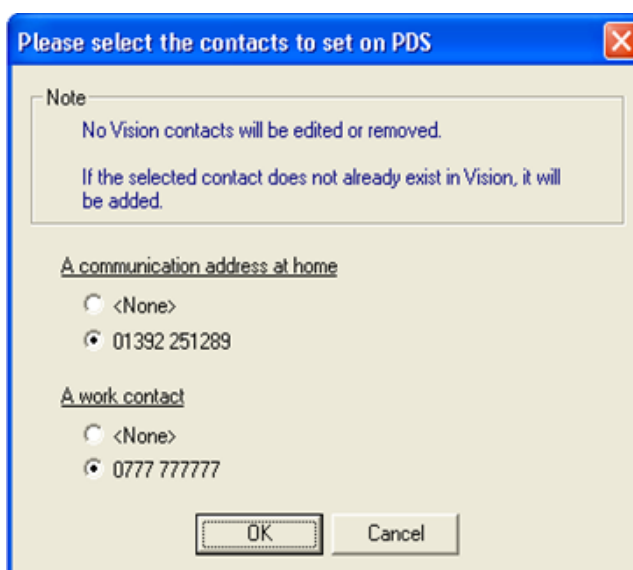 Please select the contacts to set on PDS
Note
No Vision contacts will be edited or removed.
If the selected contact does not already exist in Vision, it will
be added.
A communication address at home
<None>
01392 251289
A work contact
<None>
0777 777777
OK
Cancel